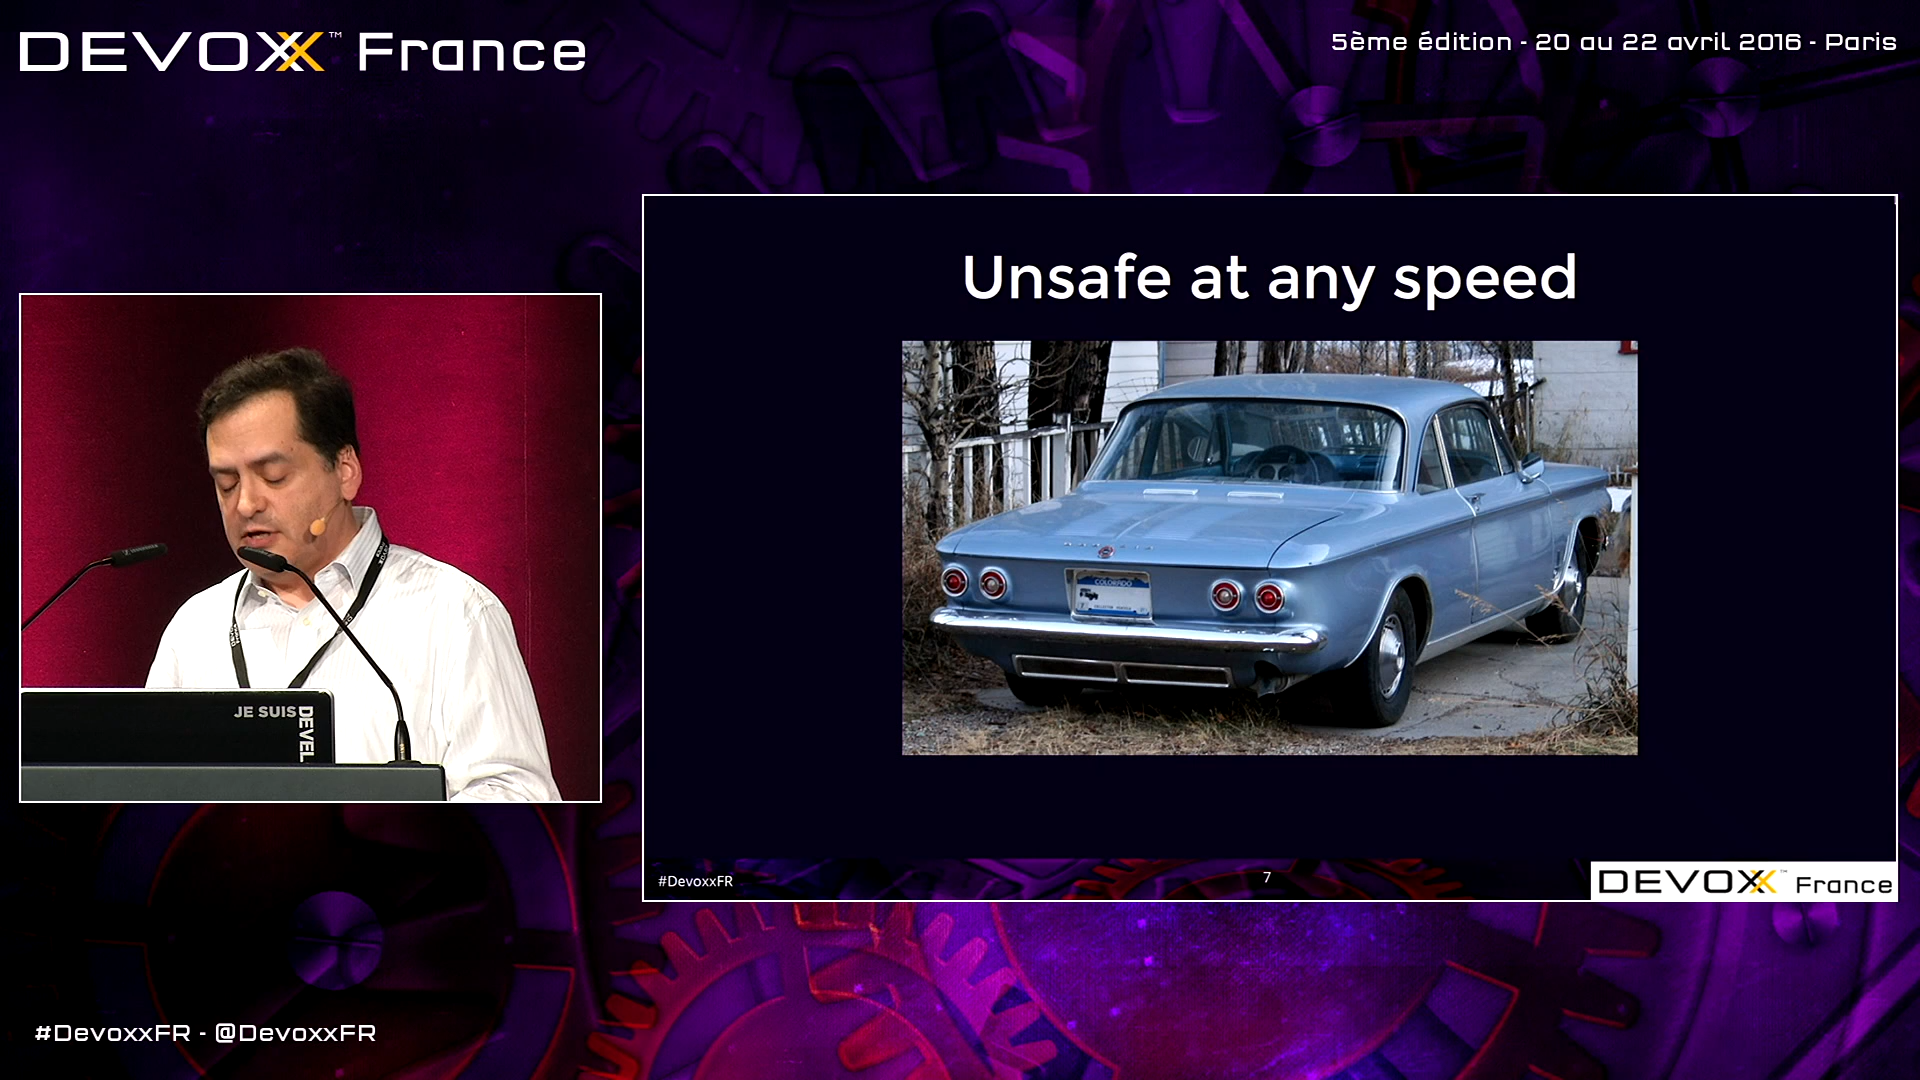 DEVOXX™ France
5ème édition - 20 au 22 avril 2016 - Paris
Unsafe at any speed
COLORADO
JE SUIS
DEVEL
#DevoxxFR
7
DEVOXX™ France
#DevoxxFR - @DevoxxFR